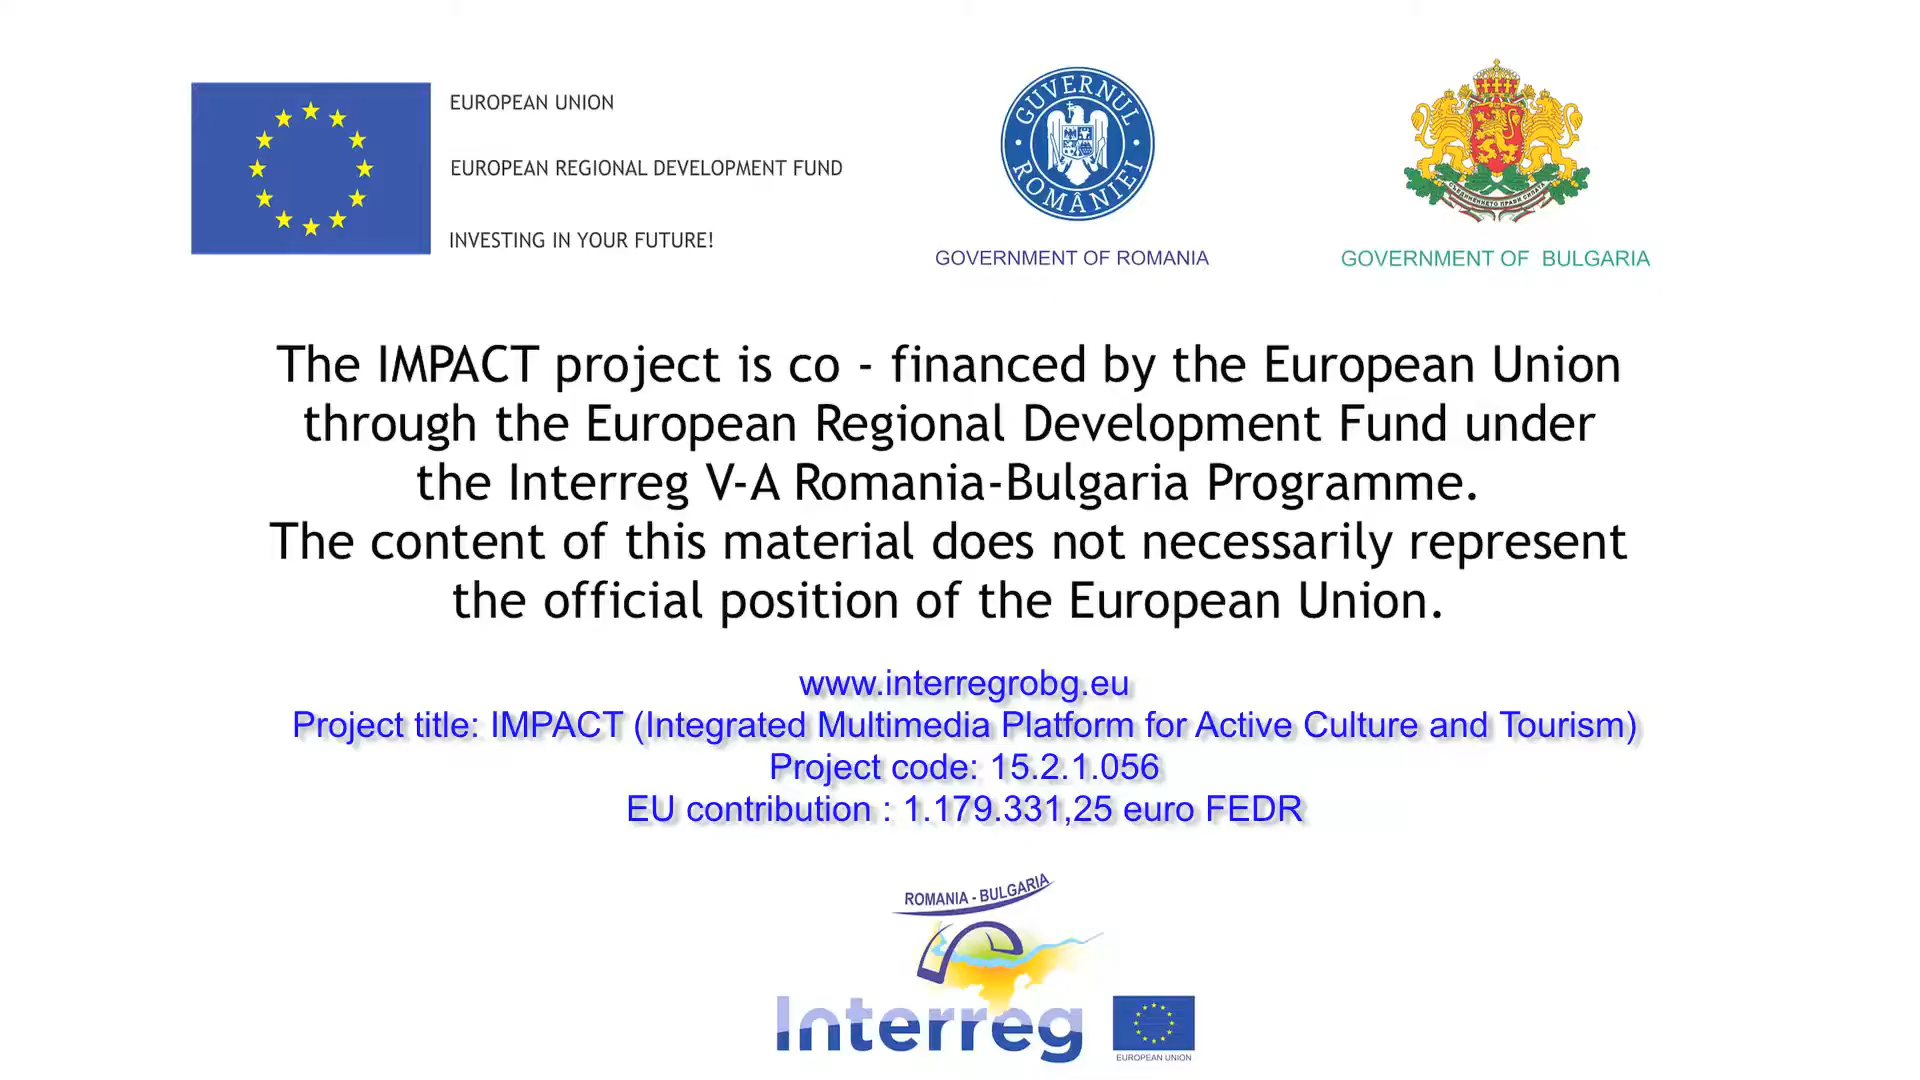 EUROPEAN UNION
EUROPEAN REGIONAL DEVELOPMENT FUND
INVESTING IN YOUR FUTURE!
GUVERNUL ROMÂNIEI
GOVERNMENT OF ROMANIA
СЪЕДИНЕНИЕТО ПРАВИ СИЛАТА
GOVERNMENT OF BULGARIA
The IMPACT project is co - financed by the European Union
through the European Regional Development Fund under
the Interreg V-A Romania-Bulgaria Programme.
The content of this material does not necessarily represent
the official position of the European Union.
www.interregrobg.eu
Project title: IMPACT (Integrated Multimedia Platform for Active Culture and Tourism)
Project code: 15.2.1.056
EU contribution : 1.179.331,25 euro FEDR
ROMANIA - BULGARIA
Interreg
EUROPEAN UNION